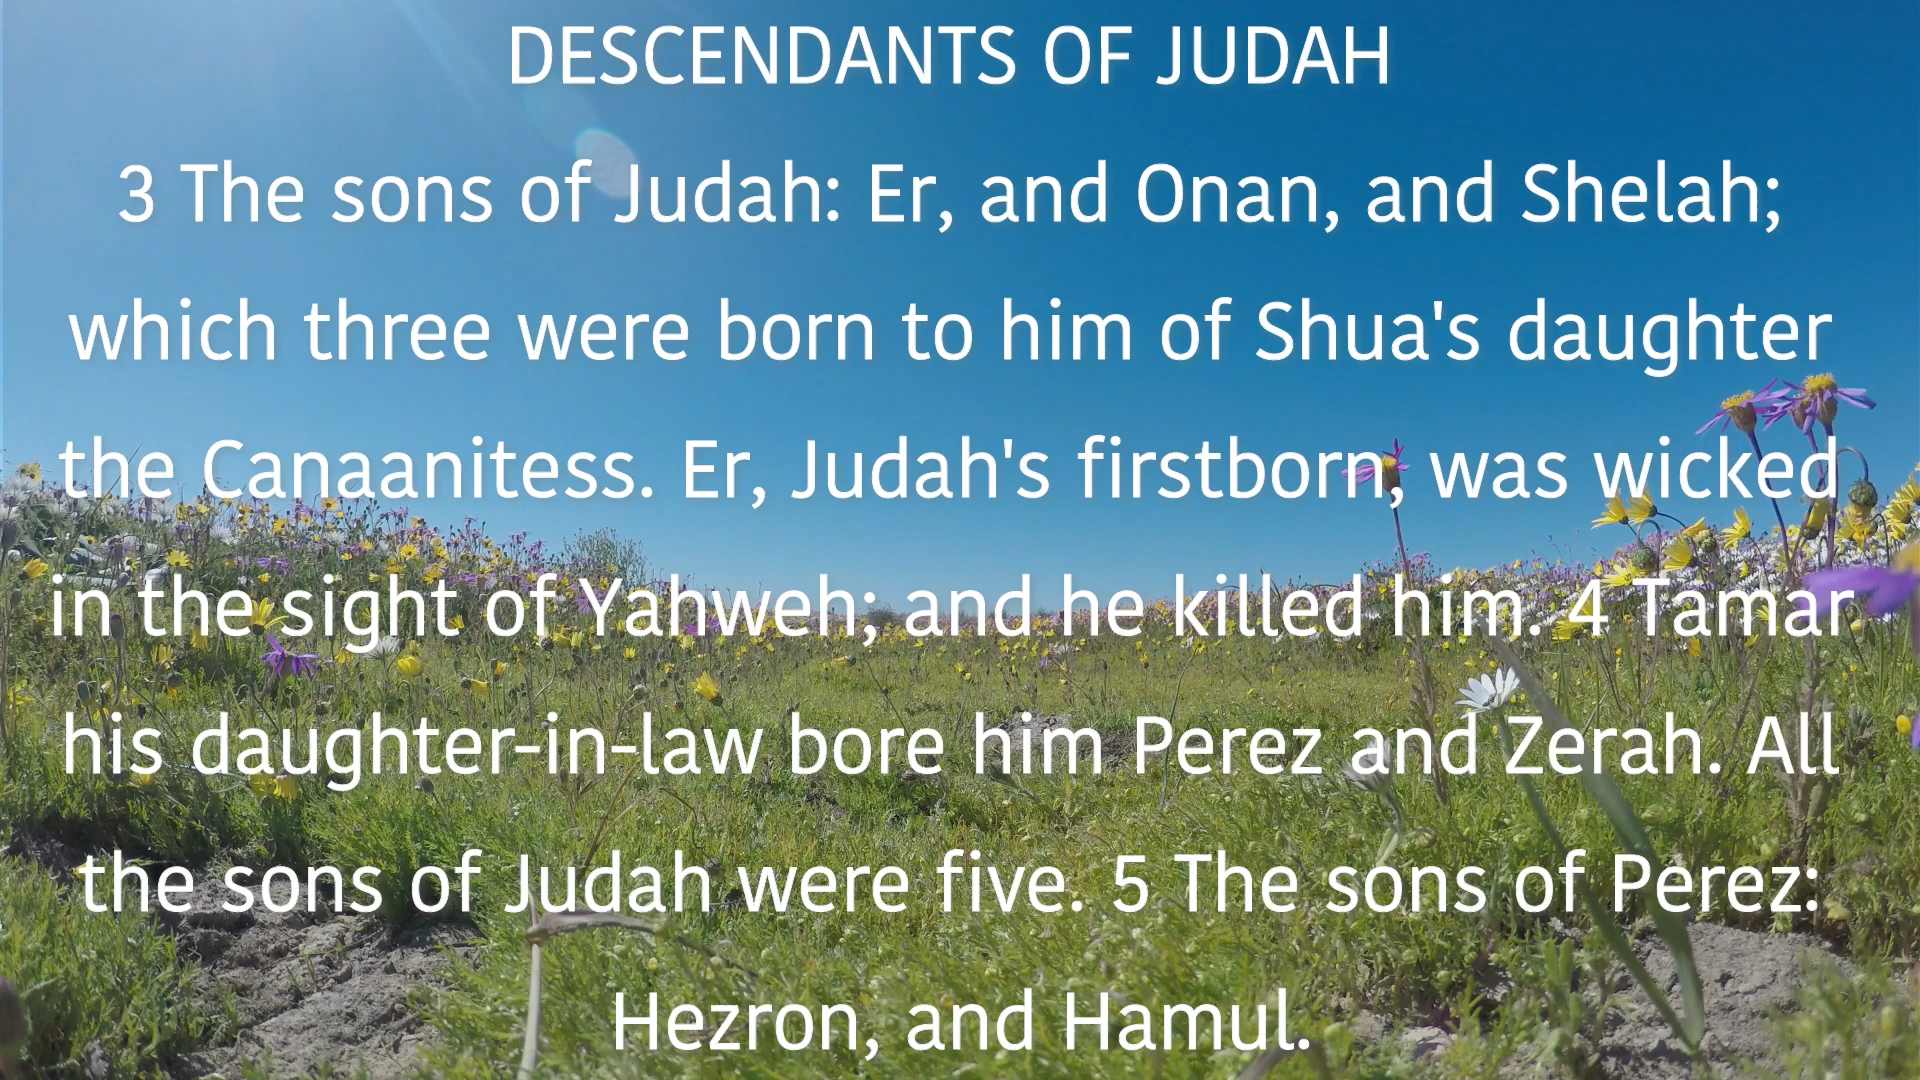 DESCENDANTS OF JUDAH
3 The sons of Judah: Er, and Onan, and Shelah;
which three were born to him of Shua's daughter
the Canaanitess. Er, Judah's firstborn, was wicked
in the sight of Yahweh; and he killed him. 4 Tamar
his daughter-in-law bore him Perez and Zerah. All
the sons of Judah were five. 5 The sons of Perez:
Hezron, and Hamul.